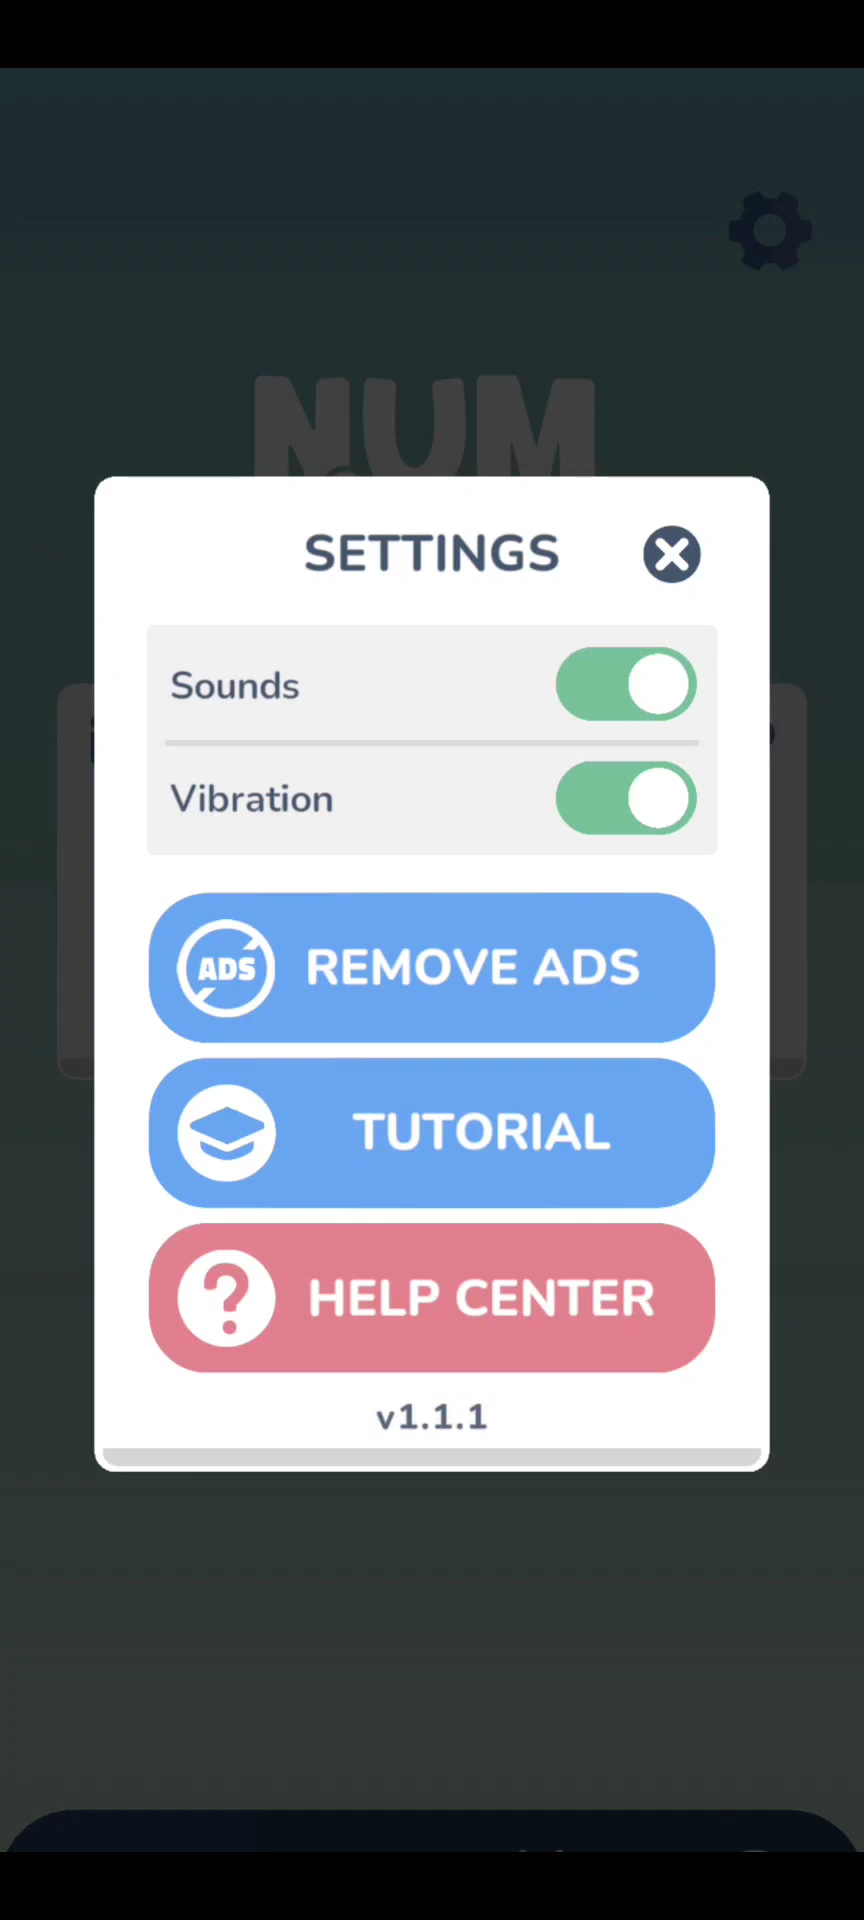 NUM
SETTINGS
Sounds
Vibration
ADS REMOVE ADS
TUTORIAL
? HELP CENTER
v1.1.1